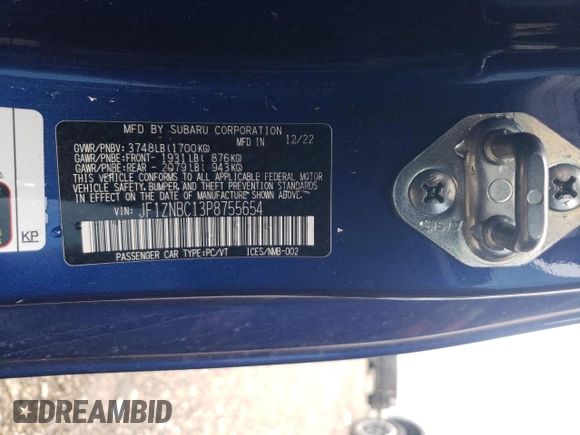 MFD BY SUBARU CORPORATION
GVWR/PNBV: 3748LB(1700KG) MFD IN 12/22
GAWR/PNBE:FRONT- 1931LB( 876KG)
GAWR/PNBE:REAR - 2079LB( 943KG)
THIS VEHICLE CONFORMS TO ALL APPLICABLE FEDERAL MOTOR
VEHICLE SAFETY, BUMPER, AND THEFT PREVENTION STANDARDS
IN EFFECT ON THE DATE OF MANUFACTURE SHOWN ABOVE.
VIN: JF1ZNBC13P8755654
PASSENGER CAR TYPE:PC/VT ICES/NMB-002
KP
DREAMBID